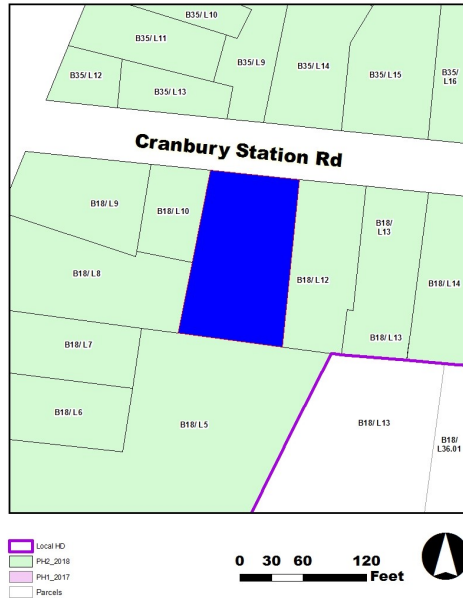 B35/ L10
B35/ L11
B35/ L9
B35/ L14
B35/ L15
B35/
L16
B35/ L12
B35/ L13
Cranbury Station Rd
B18/ L9
B18/ L10
B18/
L13
B18/ L8
B18/ L12
B18/ L14
B18/ L7
B18/ L13
B18/ L6
B18/ L5
B18/ L13
B18/
L36.01
Local HD
PH2_2018
PH1_2017
Parcels
0 30 60 120
Feet